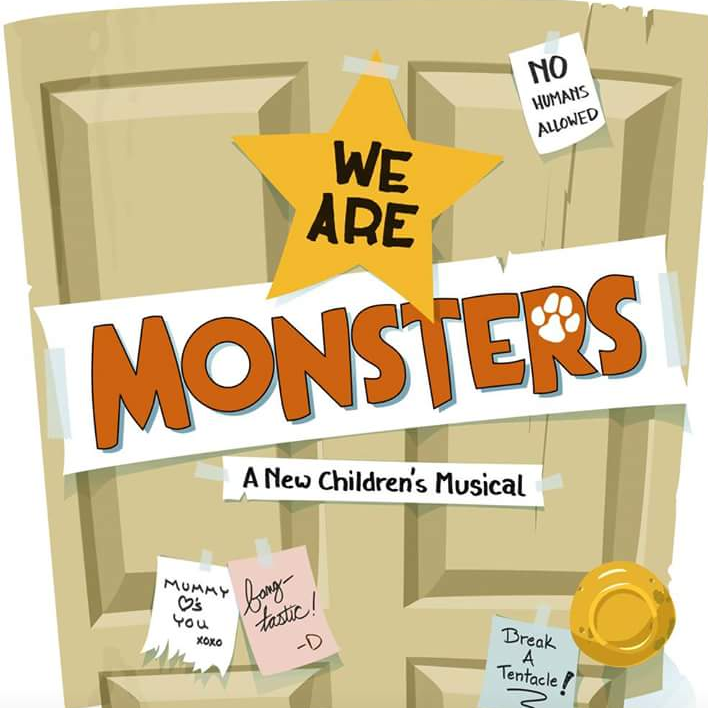 NO
HUMANS
ALLOWED
WE
ARE
MONSTERS
A New Children's Musical
MUMMY
♡'s
YOU
xoxo
fang-
tastic!
-D
Break
A
Tentacle!